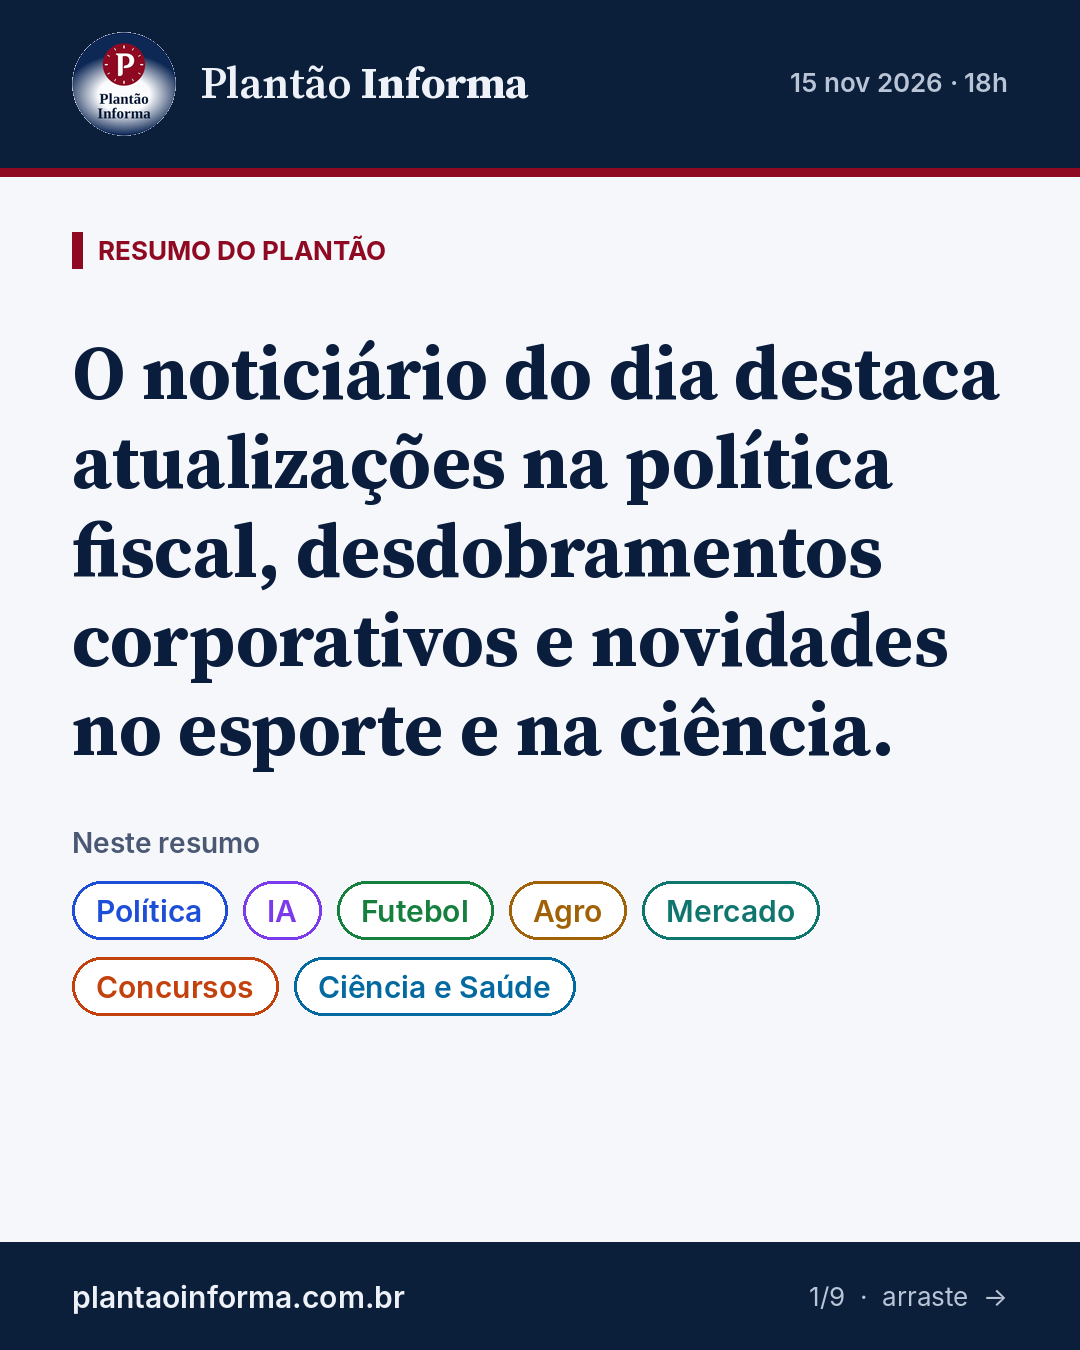 P
Plantão
Informa
Plantão Informa
15 nov 2026 · 18h
RESUMO DO PLANTÃO
O noticiário do dia destaca
atualizações na política
fiscal, desdobramentos
corporativos e novidades
no esporte e na ciência.
Neste resumo
Política IA Futebol Agro Mercado
Concursos Ciência e Saúde
plantaoinforma.com.br
1/9 · arraste →